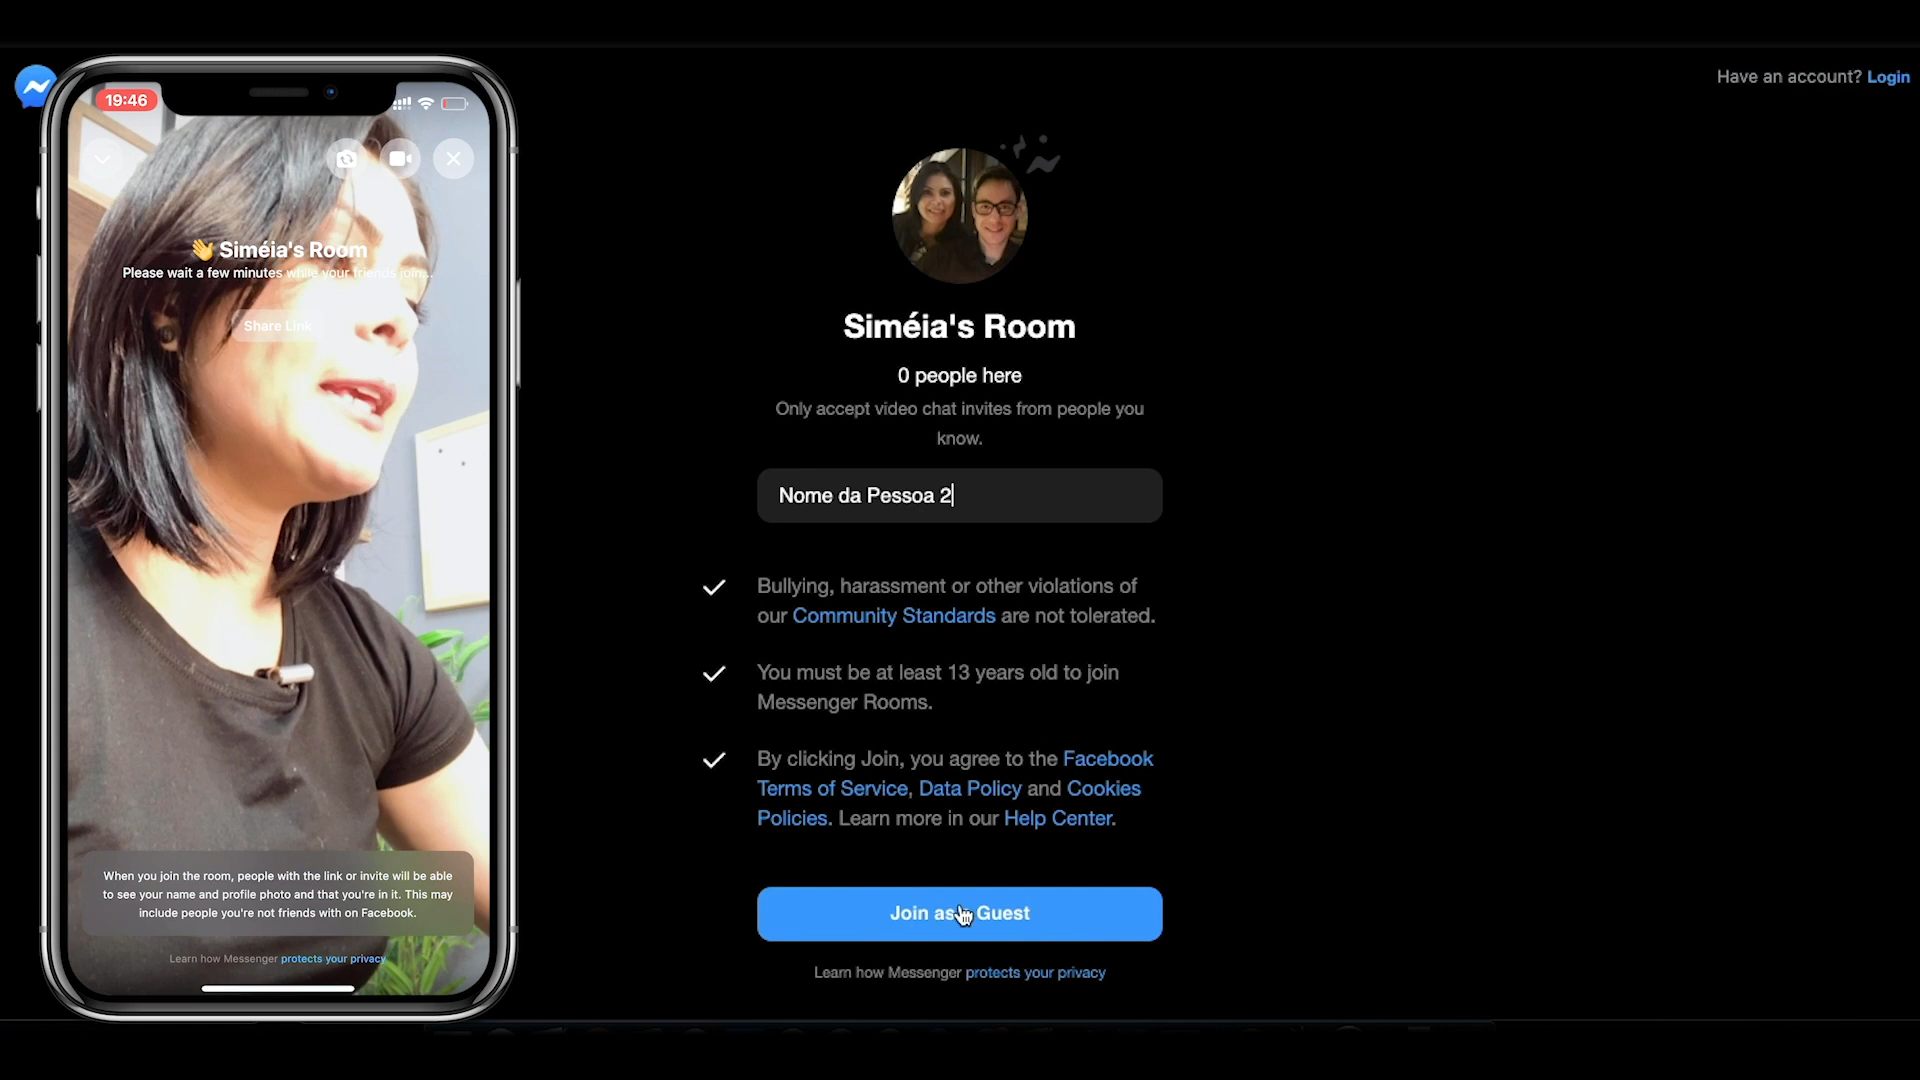 Have an account? Login
19:46
👋 Siméia's Room
Please wait a few minutes while your friends join...
Share Link
When you join the room, people with the link or invite will be able
to see your name and profile photo and that you're in it. This may
include people you're not friends with on Facebook.
Learn how Messenger protects your privacy
Siméia's Room
0 people here
Only accept video chat invites from people you
know.
Nome da Pessoa 2
Bullying, harassment or other violations of
our Community Standards are not tolerated.
You must be at least 13 years old to join
Messenger Rooms.
By clicking Join, you agree to the Facebook
Terms of Service, Data Policy and Cookies
Policies. Learn more in our Help Center.
Join as Guest
Learn how Messenger protects your privacy